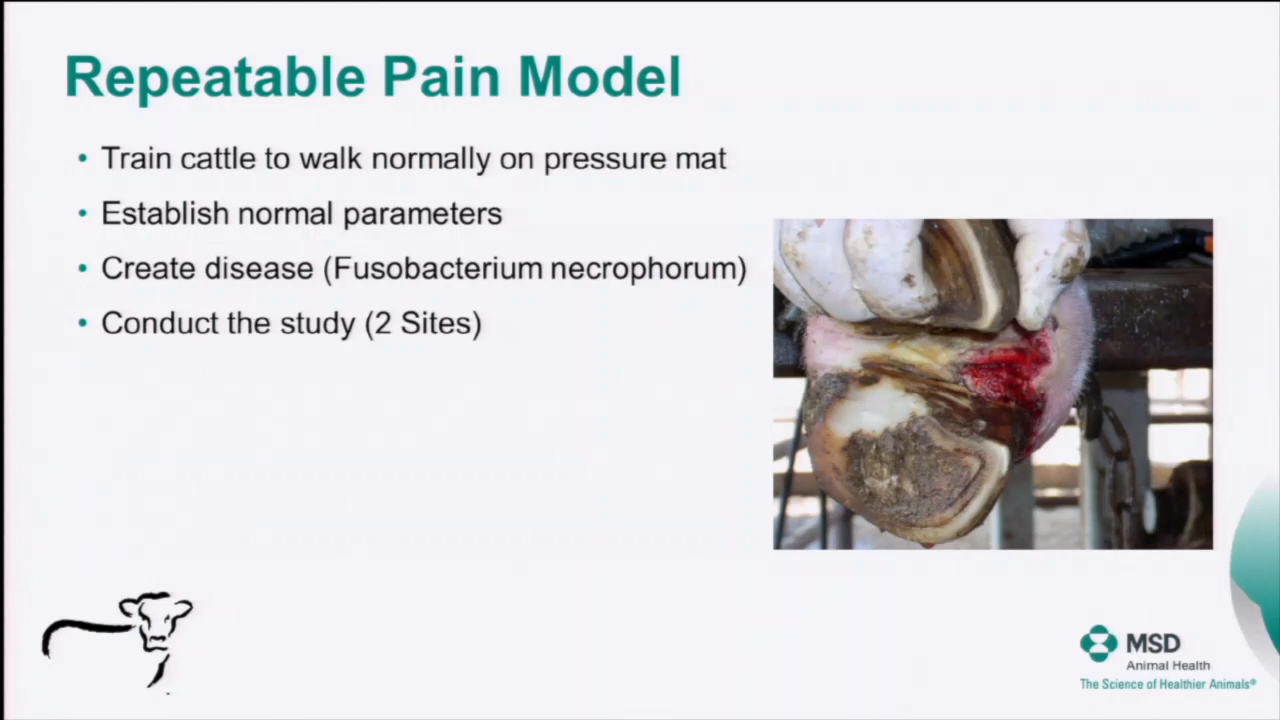 Repeatable Pain Model
• Train cattle to walk normally on pressure mat
• Establish normal parameters
• Create disease (Fusobacterium necrophorum)
• Conduct the study (2 Sites)
MSD
Animal Health
The Science of Healthier Animals®